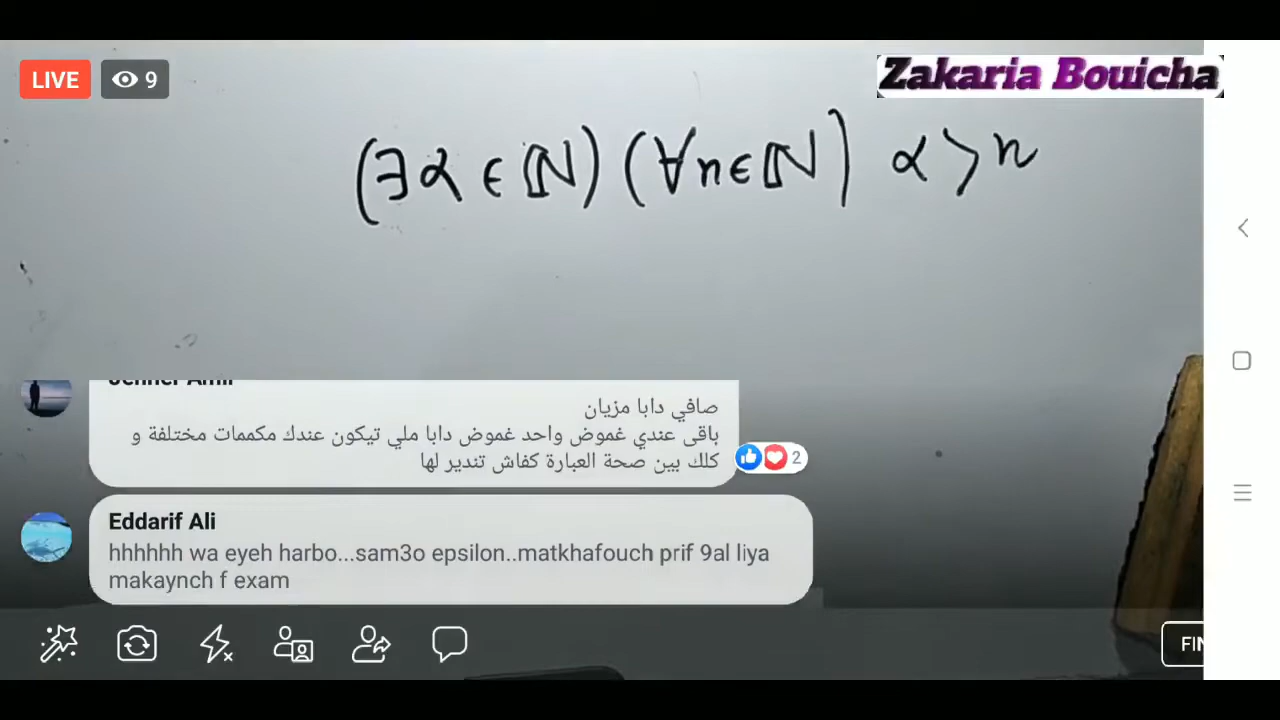 LIVE
9
Zakaria Bouicha
(∃α∈ℕ) (∀n∈ℕ) α > n
صافي دابا مزيان
باقى عندي غموض واحد غموض دابا ملي تيكون عندك مكممات مختلفة و
كلك بين صحة العبارة كفاش تندير لها
2
Eddarif Ali
hhhhhh wa eyeh harbo...sam3o epsilon..matkhafouch prif 9al liya
makaynch f exam